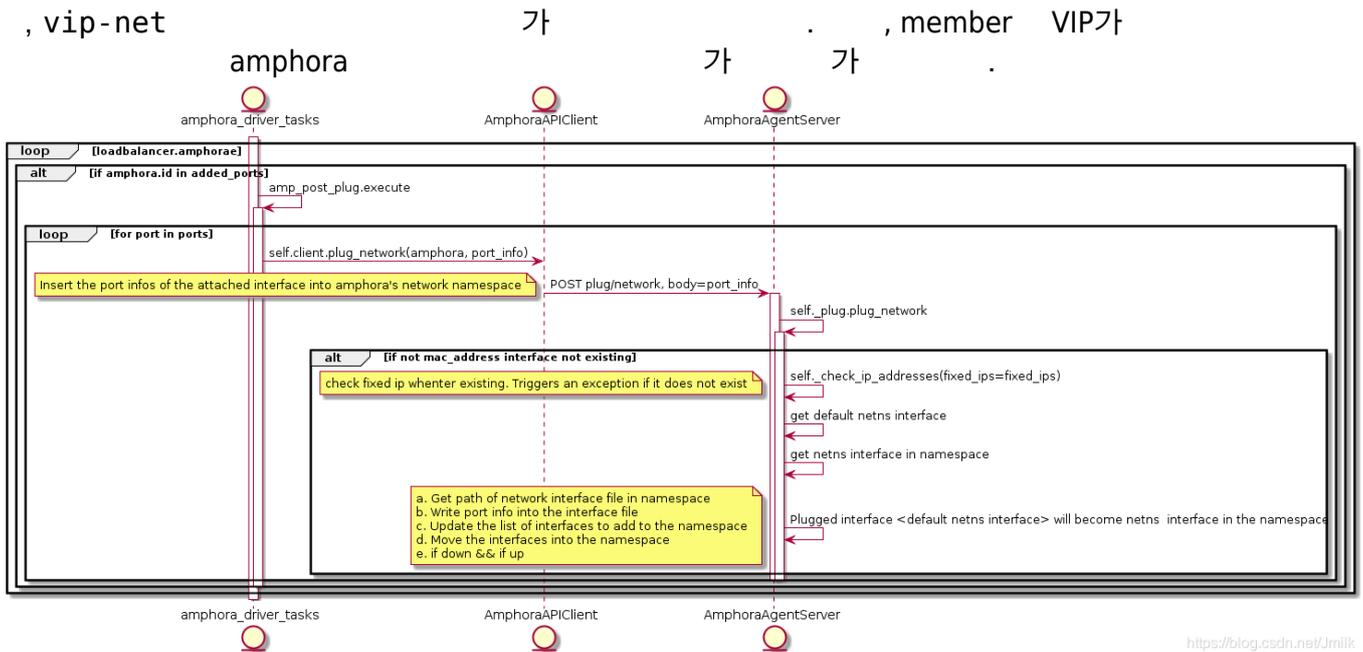 , vip-net 가 . , member VIP가
amphora 가 가 .
amphora_driver_tasks AmphoraAPIClient AmphoraAgentServer
loop [loadbalancer.amphorae]
alt [if amphora.id in added_ports]
amp_post_plug.execute
loop [for port in ports]
self.client.plug_network(amphora, port_info)
Insert the port infos of the attached interface into amphora's network namespace
POST plug/network, body=port_info
self._plug.plug_network
alt [if not mac_address interface not existing]
self._check_ip_addresses(fixed_ips=fixed_ips)
check fixed ip whenter existing. Triggers an exception if it does not exist
get default netns interface
get netns interface in namespace
a. Get path of network interface file in namespace
b. Write port info into the interface file
c. Update the list of interfaces to add to the namespace
d. Move the interfaces into the namespace
e. if down && if up
Plugged interface <default netns interface> will become netns interface in the namespace
amphora_driver_tasks AmphoraAPIClient AmphoraAgentServer
https://blog.csdn.net/Jmilk